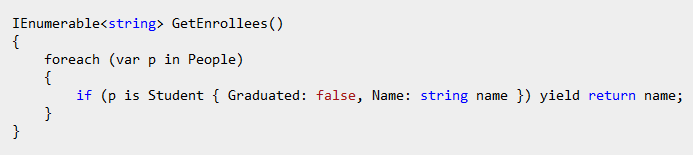 IEnumerable<string> GetEnrollees()
{
    foreach (var p in People)
    {
        if (p is Student { Graduated: false, Name: string name }) yield return name;
    }
}